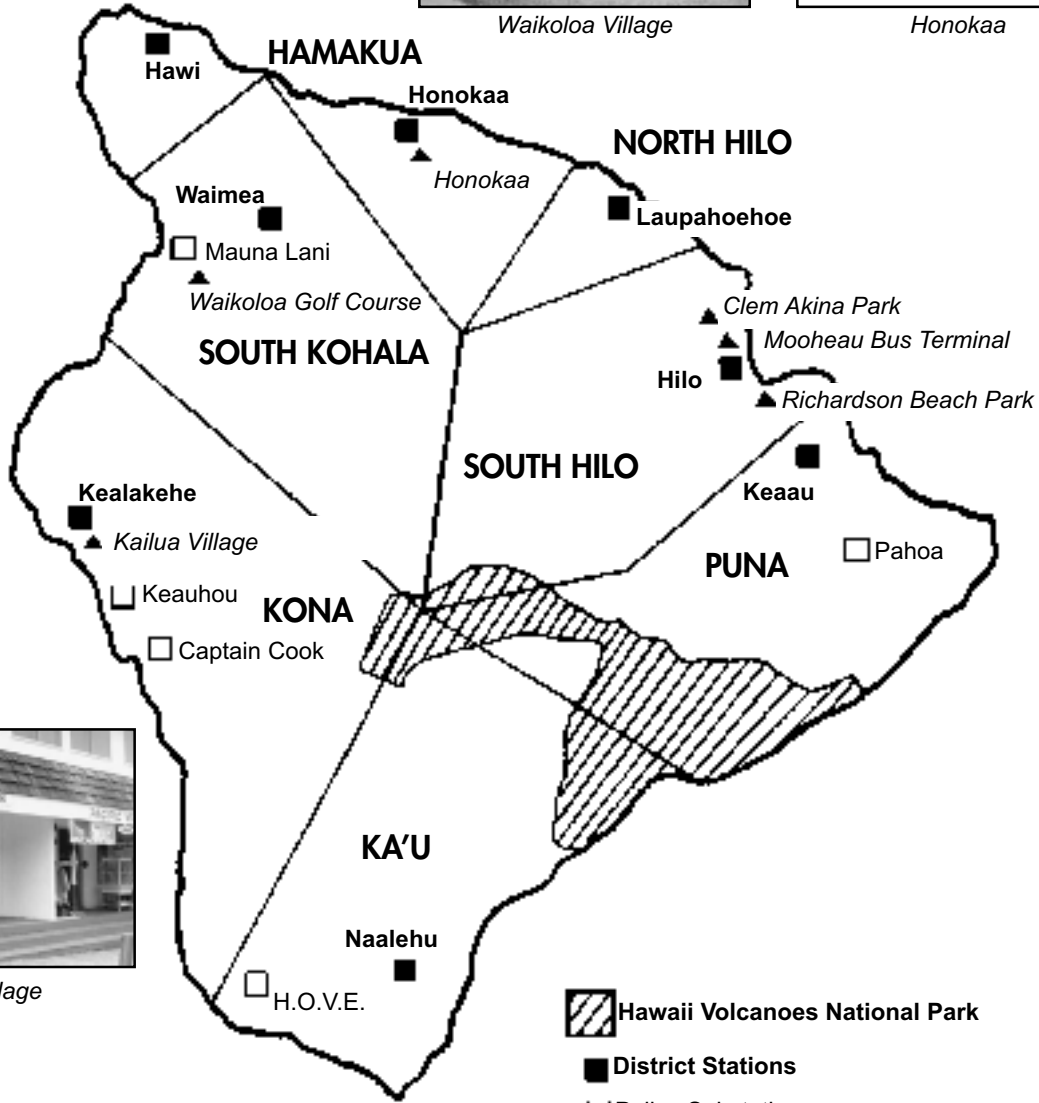 Waikoloa Village
Honokaa
HAMAKUA
Hawi
Honokaa
NORTH HILO
Honokaa
Waimea
Laupahoehoe
Mauna Lani
Waikoloa Golf Course
Clem Akina Park
Mooheau Bus Terminal
SOUTH KOHALA
Hilo
Richardson Beach Park
SOUTH HILO
Kealakehe
Keaau
Kailua Village
Pahoa
PUNA
Keauhou
KONA
Captain Cook
KA'U
Naalehu
lage
H.O.V.E.
Hawaii Volcanoes National Park
District Stations